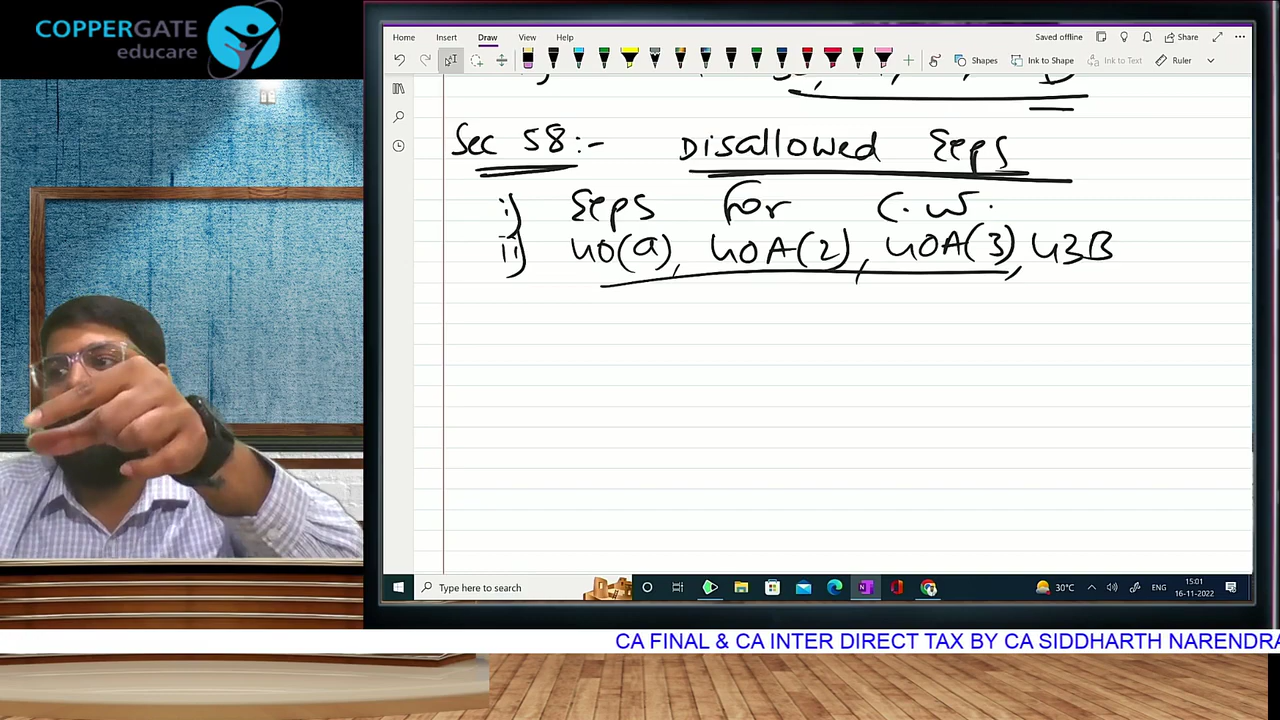 COPPERGATE
educare
Home Insert Draw View Help
Saved offline
Share
Shapes
Ink to Shape
Ink to Text
Ruler
Sec 58:- Disallowed Exps
i) Exps for C.W.
ii) 40(a), 40A(2), 40A(3), 43B
Type here to search
30°C
ENG
15:01
16-11-2022
CA FINAL & CA INTER DIRECT TAX BY CA SIDDHARTH NARENDRA